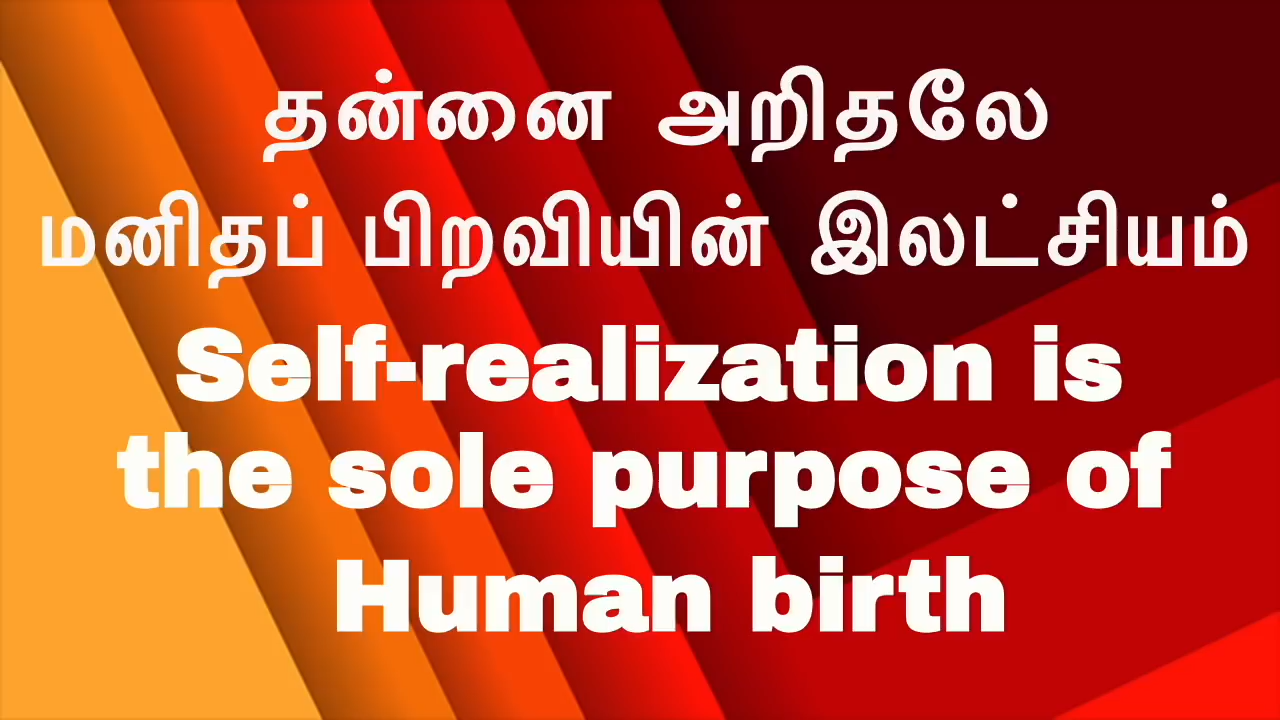 தன்னை அறிதலே
மனிதப் பிறவியின் இலட்சியம்
Self-realization is
the sole purpose of
Human birth